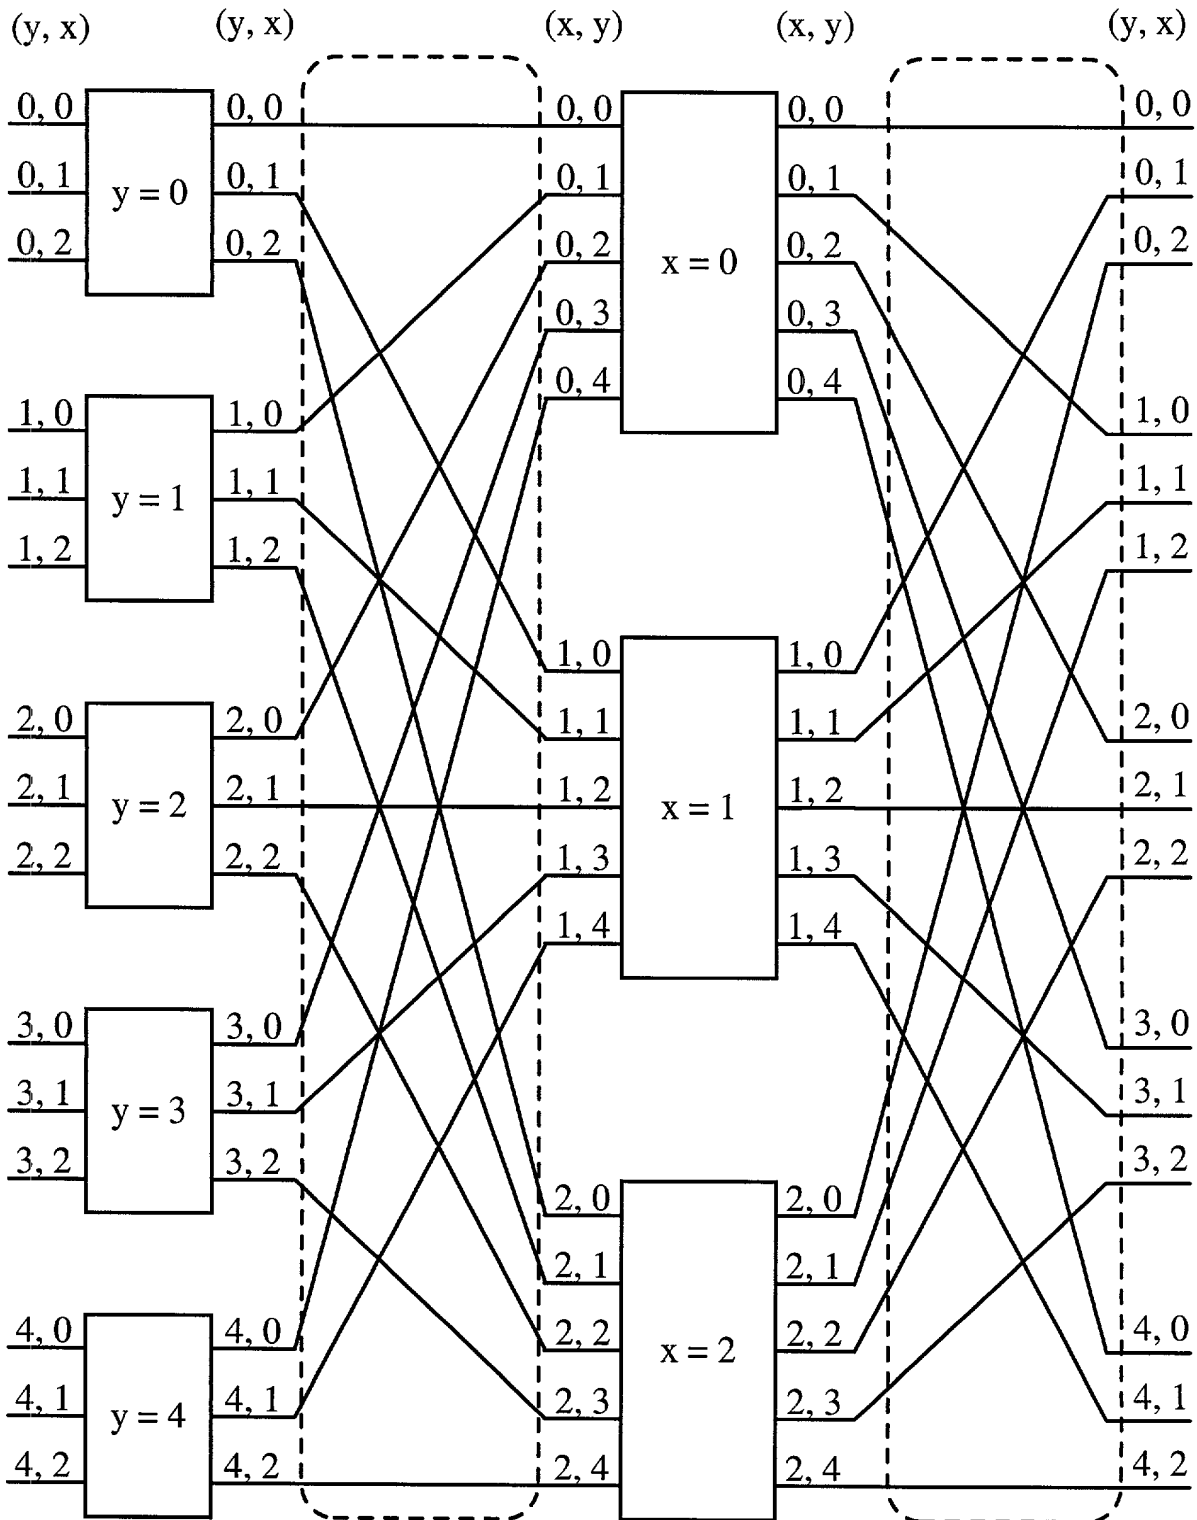 (y, x) (y, x) (x, y) (x, y) (y, x)
0, 0 0, 0 0, 0 0, 0 0, 0
0, 1 y = 0 0, 1 0, 1 0, 1 0, 1
0, 2 0, 2 0, 2 x = 0 0, 2 0, 2
0, 3 0, 3
0, 4 0, 4
1, 0 1, 0 1, 0
1, 1 y = 1 1, 1 1, 1
1, 2 1, 2 1, 2
1, 0 1, 0
2, 0 2, 0 1, 1 1, 1 2, 0
2, 1 y = 2 2, 1 1, 2 x = 1 1, 2 2, 1
2, 2 2, 2 1, 3 1, 3 2, 2
1, 4 1, 4
3, 0 3, 0 3, 0
3, 1 y = 3 3, 1 3, 1
3, 2 3, 2 3, 2
2, 0 2, 0
2, 1 2, 1
4, 0 4, 0 2, 2 x = 2 2, 2 4, 0
4, 1 y = 4 4, 1 2, 3 2, 3 4, 1
4, 2 4, 2 2, 4 2, 4 4, 2